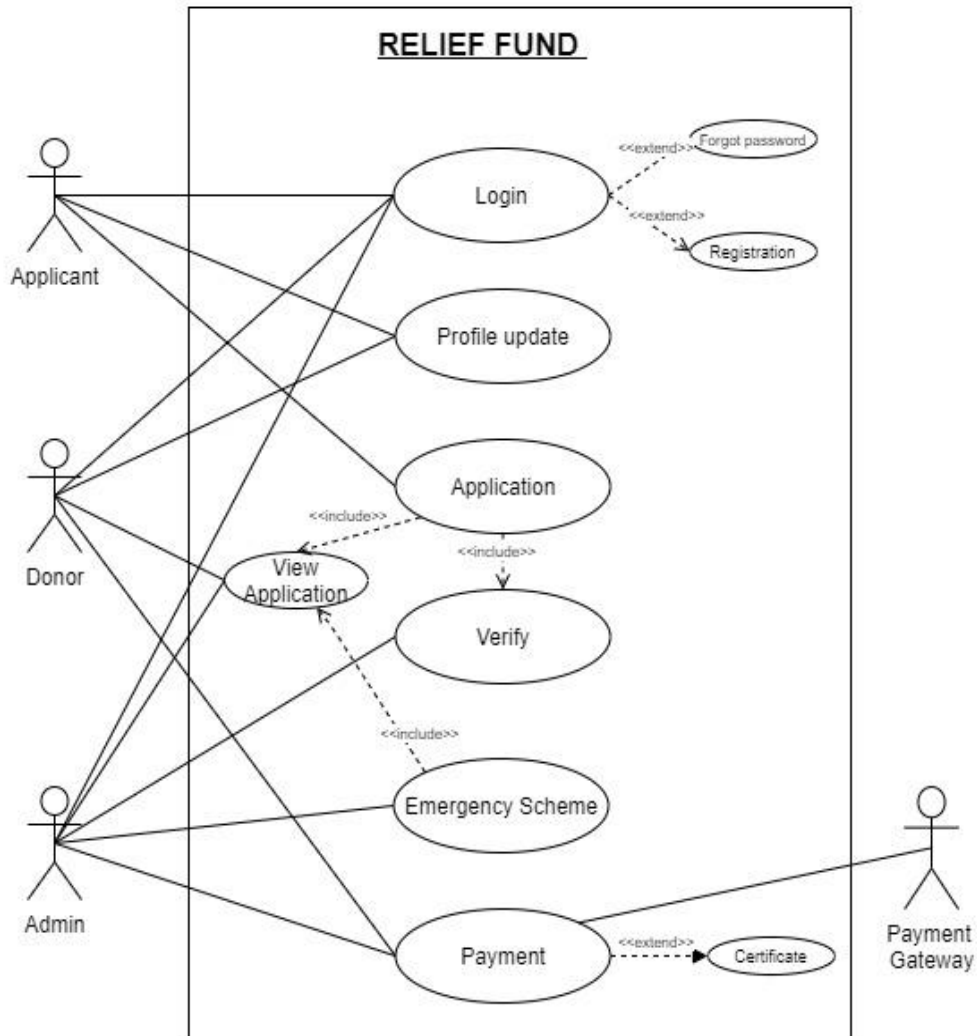 RELIEF FUND
Forgot password
<<extend>>
Login
<<extend>>
Registration
Applicant
Profile update
Application
<<include>>
<<include>>
Donor
View
Application
Verify
<<include>>
Emergency Scheme
Admin
Payment
<<extend>>
Certificate
Payment
Gateway